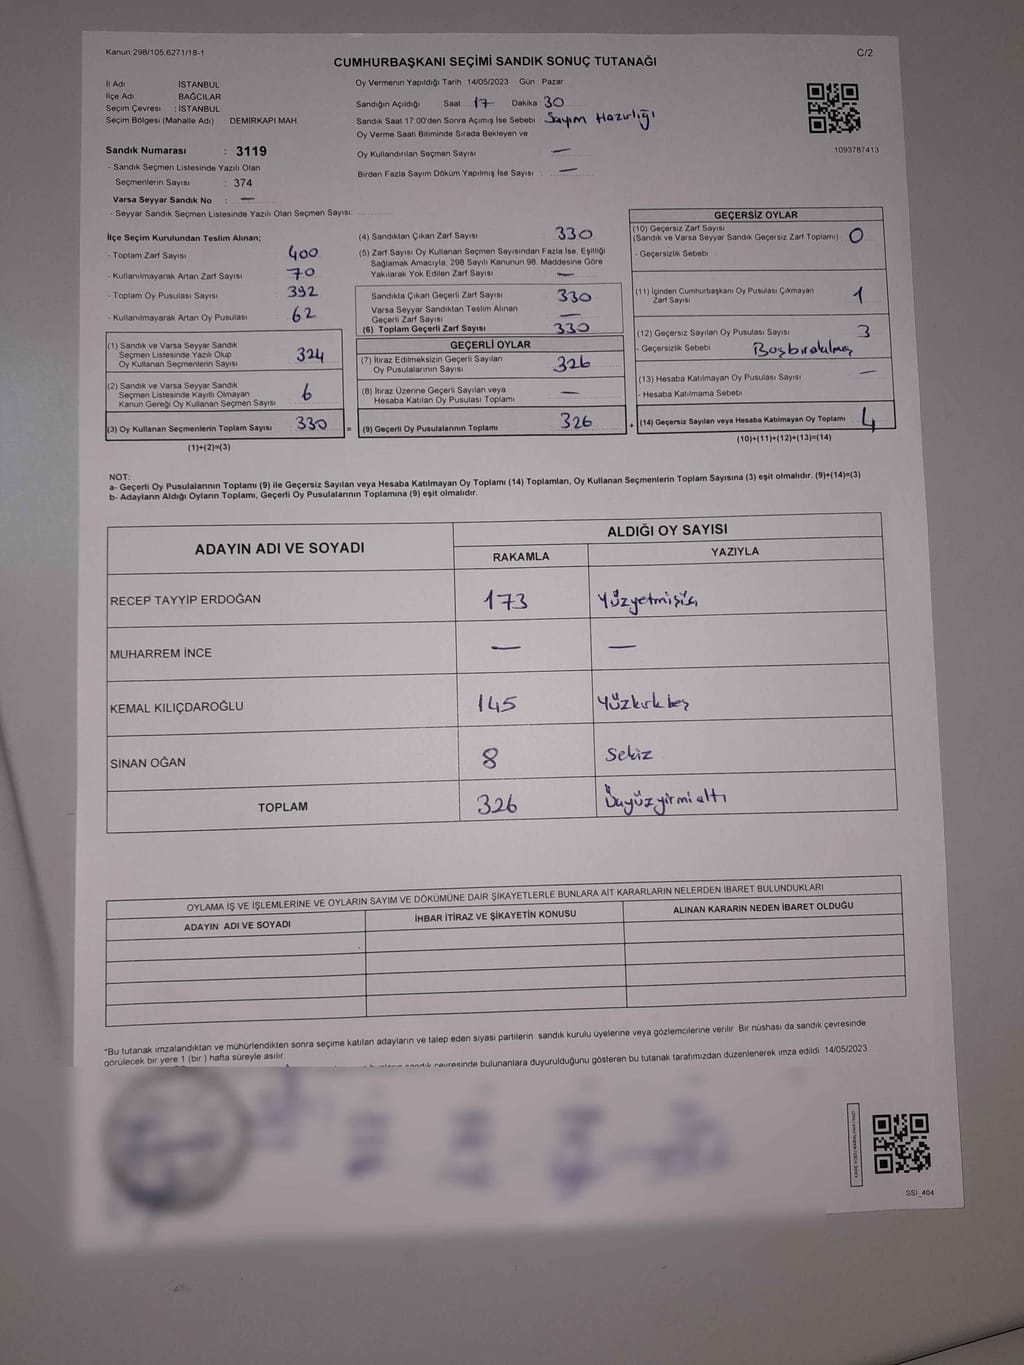 Kanun 298/105 6271/18-1
C/2
CUMHURBAŞKANI SEÇİMİ SANDIK SONUÇ TUTANAĞI
İl Adı İSTANBUL
İlçe Adı BAĞCILAR
Seçim Çevresi : İSTANBUL
Seçim Bölgesi (Mahalle Adı) DEMİRKAPI MAH
Sandık Numarası : 3119
- Sandık Seçmen Listesinde Yazılı Olan
Seçmenlerin Sayısı : 374
Varsa Seyyar Sandık No : —
- Seyyar Sandık Seçmen Listesinde Yazılı Olan Seçmen Sayısı:
Oy Vermenin Yapıldığı Tarih :14/05/2023 Gün : Pazar
Sandığın Açıldığı Saat 17 Dakika 30
Sandık Saat 17:00'den Sonra Açımış İse Sebebi Sayım Hazırlığı
Oy Verme Saati Bitiminde Sırada Bekleyen ve
Oy Kullandırılan Seçmen Sayısı —
Birden Fazla Sayım Döküm Yapılmış İse Sayısı : —
1093787413
İlçe Seçim Kurulundan Teslim Alınan;
- Toplam Zarf Sayısı 400
- Kullanılmayarak Artan Zarf Sayısı 70
- Toplam Oy Pusulası Sayısı 392
- Kullanılmayarak Artan Oy Pusulası 62
(1) Sandık ve Varsa Seyyar Sandık
Seçmen Listesinde Yazılı Olup
Oy Kullanan Seçmenlerin Sayısı 324
(2) Sandık ve Varsa Seyyar Sandık
Seçmen Listesinde Kayıtlı Olmayan
Kanun Gereği Oy Kullanan Seçmen Sayısı 6
(3) Oy Kullanan Seçmenlerin Toplam Sayısı 330
(1)+(2)=(3)
(4) Sandıktan Çıkan Zarf Sayısı 330
(5) Zarf Sayısı Oy Kullanan Seçmen Sayısından Fazla İse, Eşitliği
Sağlamak Amacıyla, 298 Sayılı Kanunun 98. Maddesine Göre
Yakılarak Yok Edilen Zarf Sayısı —
Sandıkta Çıkan Geçerli Zarf Sayısı 330
Varsa Seyyar Sandıktan Teslim Alınan
Geçerli Zarf Sayısı —
(6) Toplam Geçerli Zarf Sayısı 330
GEÇERLİ OYLAR
(7) İtiraz Edilmeksizin Geçerli Sayılan
Oy Pusulalarının Sayısı 326
(8) İtiraz Üzerine Geçerli Sayılan veya
Hesaba Katılan Oy Pusulası Toplamı —
= (9) Geçerli Oy Pusulalarının Toplamı 326
GEÇERSİZ OYLAR
(10) Geçersiz Zarf Sayısı
(Sandık ve Varsa Seyyar Sandık Geçersiz Zarf Toplamı) 0
- Geçersizlik Sebebi
(11) İçinden Cumhurbaşkanı Oy Pusulası Çıkmayan
Zarf Sayısı 1
(12) Geçersiz Sayılan Oy Pusulası Sayısı 3
- Geçersizlik Sebebi Boşbırakılmış
(13) Hesaba Katılmayan Oy Pusulası Sayısı —
- Hesaba Katılmama Sebebi
+ (14) Geçersiz Sayılan veya Hesaba Katılmayan Oy Toplamı 4
(10)+(11)+(12)+(13)=(14)
NOT:
a- Geçerli Oy Pusulalarının Toplamı (9) ile Geçersiz Sayılan veya Hesaba Katılmayan Oy Toplamı (14) Toplamları, Oy Kullanan Seçmenlerin Toplam Sayısına (3) eşit olmalıdır. (9)+(14)=(3)
b- Adayların Aldığı Oyların Toplamı, Geçerli Oy Pusulalarının Toplamına (9) eşit olmalıdır.
ADAYIN ADI VE SOYADI
ALDIĞI OY SAYISI
RAKAMLA YAZIYLA
RECEP TAYYİP ERDOĞAN 173 Yüzyetmişüç
MUHARREM İNCE — —
KEMAL KILIÇDAROĞLU 145 Yüzkırkbeş
SİNAN OĞAN 8 Sekiz
TOPLAM 326 Üçyüzyirmialtı
OYLAMA İŞ VE İŞLEMLERİNE VE OYLARIN SAYIM VE DÖKÜMÜNE DAİR ŞİKAYETLERLE BUNLARA AİT KARARLARIN NELERDEN İBARET BULUNDUKLARI
ADAYIN ADI VE SOYADI İHBAR İTİRAZ VE ŞİKAYETİN KONUSU ALINAN KARARIN NEDEN İBARET OLDUĞU
*Bu tutanak imzalandıktan ve mühürlendikten sonra seçime katılan adayların ve talep eden siyasi partilerin sandık kurulu üyelerine veya gözlemcilerine verilir. Bir nüshası da sandık çevresinde
görülecek bir yere 1 (bir ) hafta süreyle asılır.
sandık çevresinde bulunanlara duyurulduğunu gösteren bu tutanak tarafımızdan düzenlenerek imza edildi. 14/05/2023
SSI_404